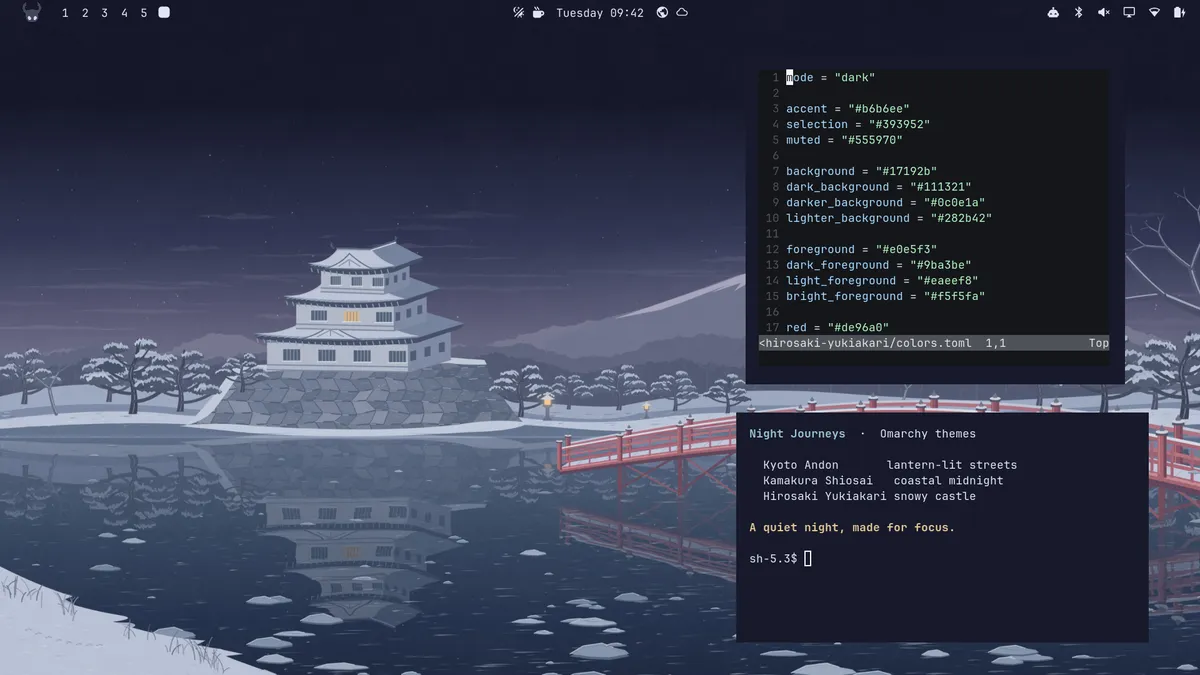 1 2 3 4 5
Tuesday 09:42
1 mode = "dark"
2
3 accent = "#b6b6ee"
4 selection = "#393952"
5 muted = "#555970"
6
7 background = "#17192b"
8 dark_background = "#111321"
9 darker_background = "#0c0e1a"
10 lighter_background = "#282b42"
11
12 foreground = "#e0e5f3"
13 dark_foreground = "#9ba3be"
14 light_foreground = "#eaeef8"
15 bright_foreground = "#f5f5fa"
16
17 red = "#de96a0"
<hirosaki-yukiakari/colors.toml 1,1 Top
Night Journeys · Omarchy themes
Kyoto Andon lantern-lit streets
Kamakura Shiosai coastal midnight
Hirosaki Yukiakari snowy castle
A quiet night, made for focus.
sh-5.3$